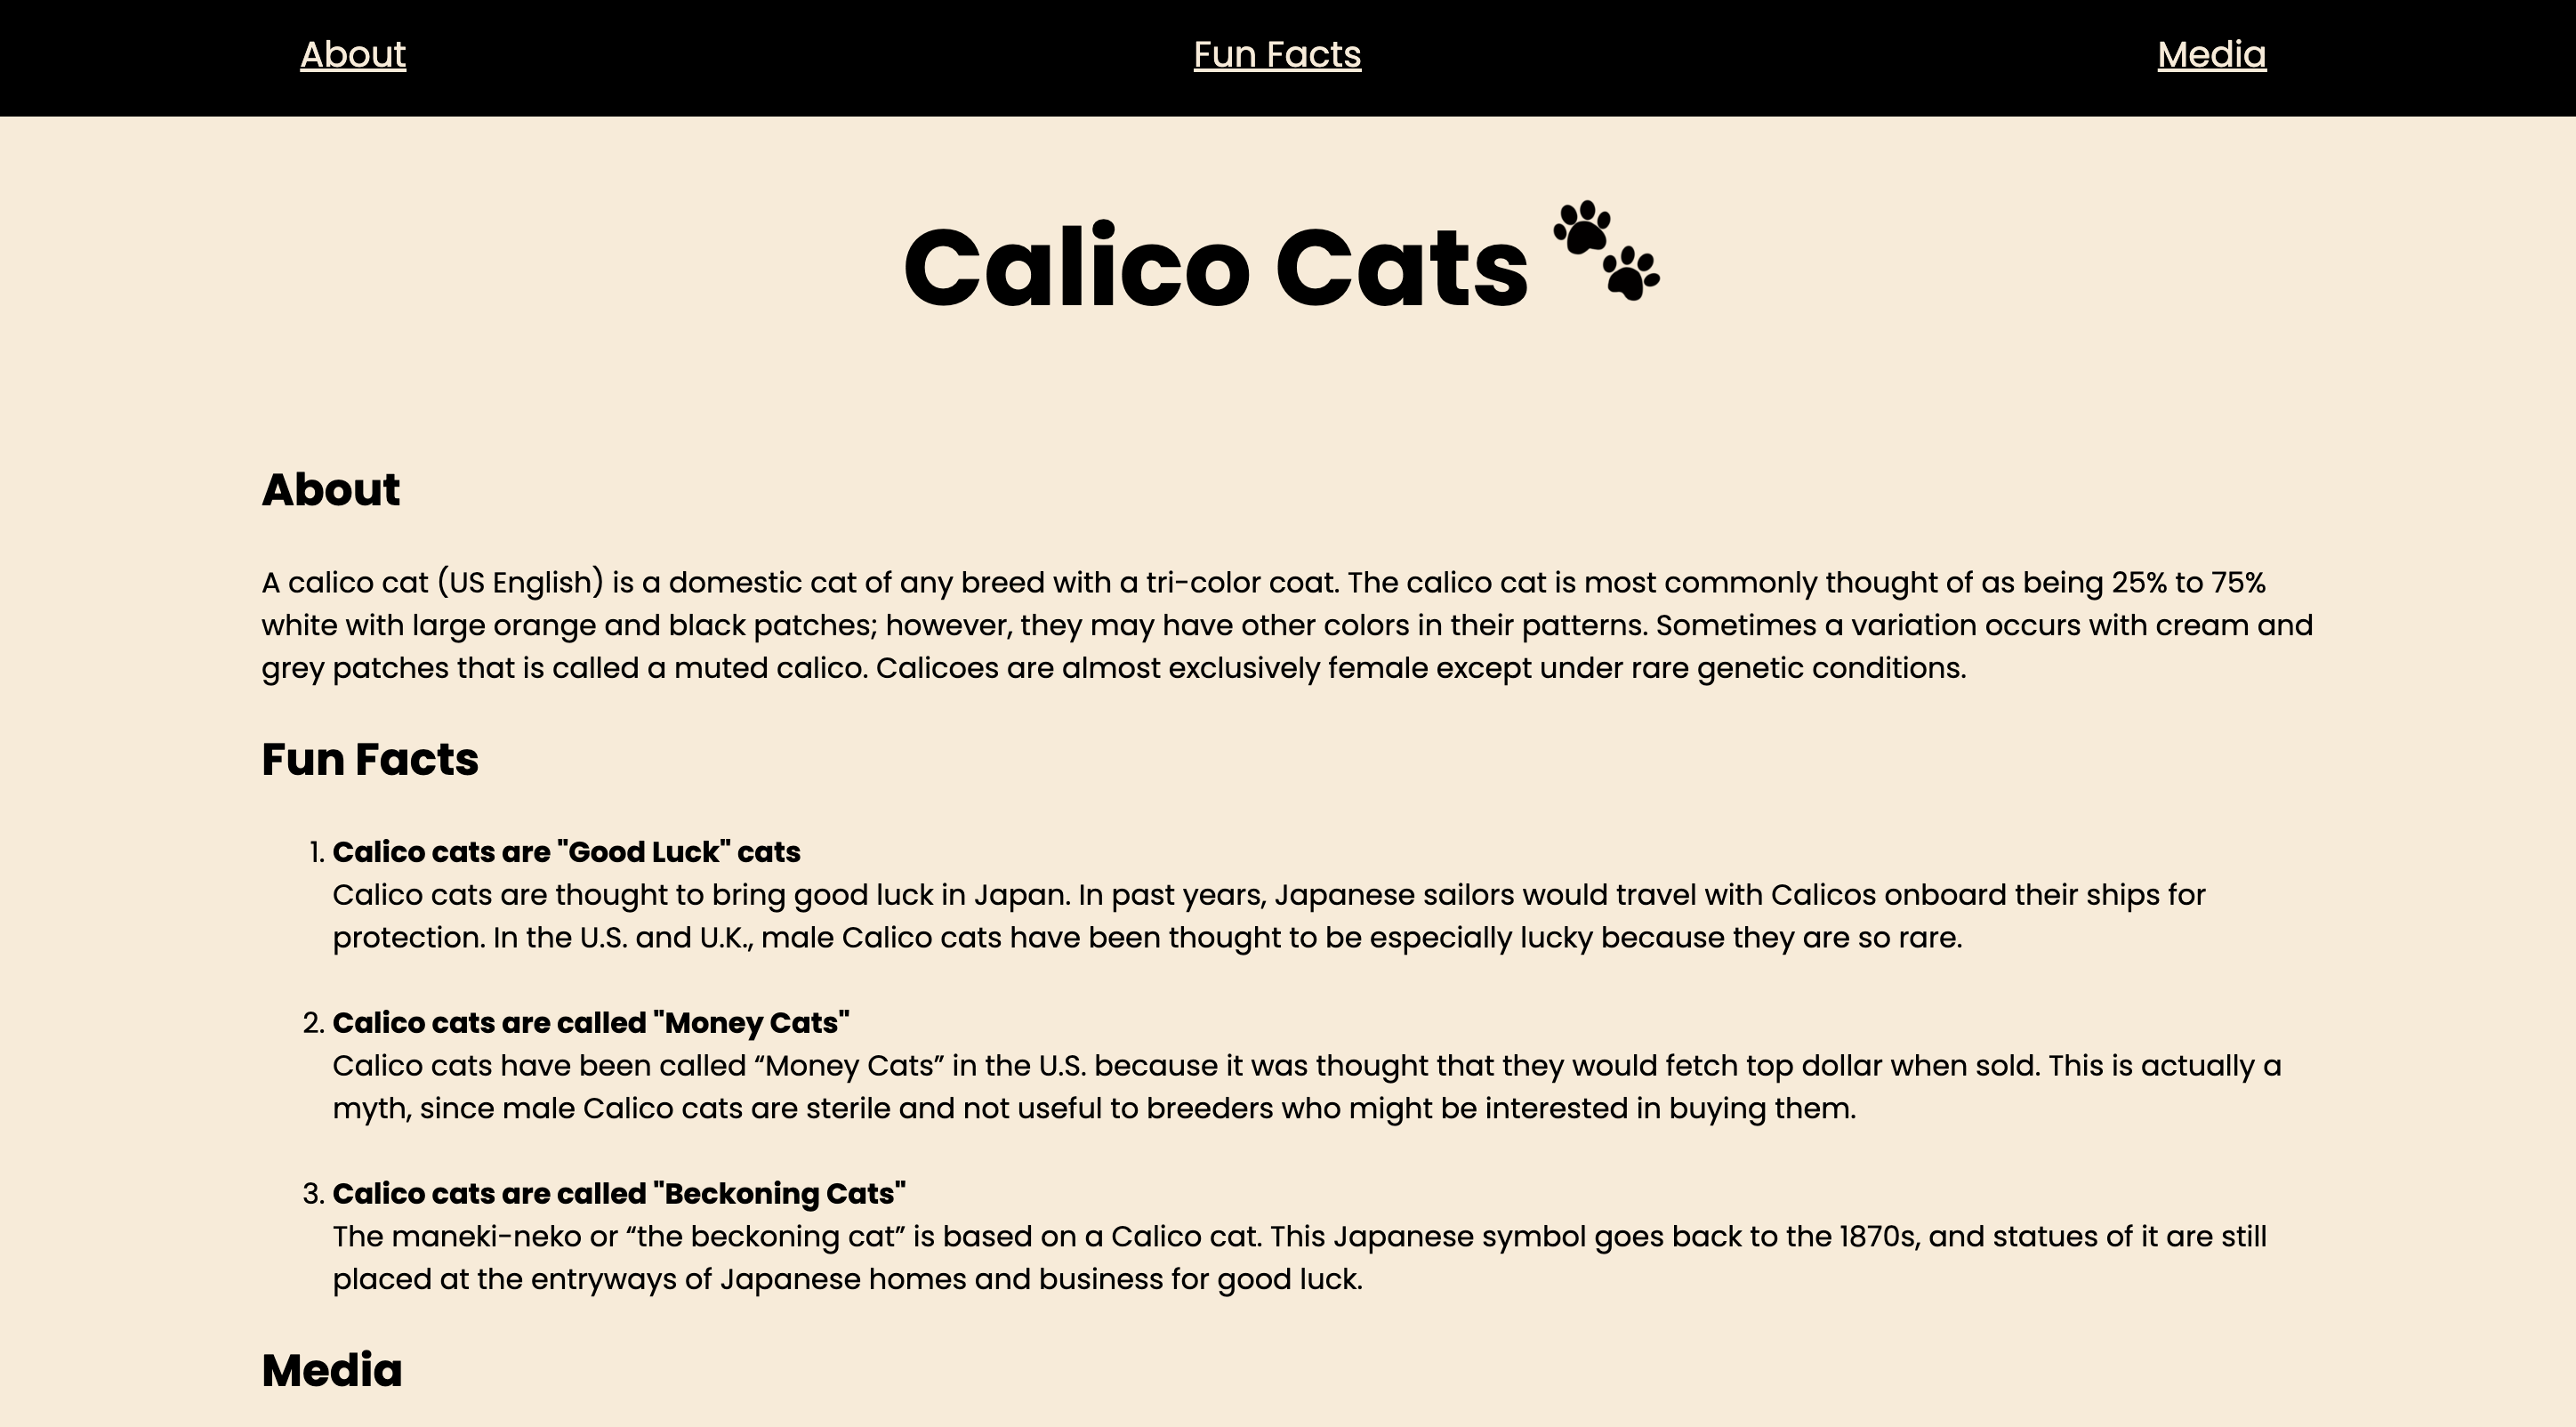 About
Fun Facts
Media
Calico Cats
About
A calico cat (US English) is a domestic cat of any breed with a tri-color coat. The calico cat is most commonly thought of as being 25% to 75%
white with large orange and black patches; however, they may have other colors in their patterns. Sometimes a variation occurs with cream and
grey patches that is called a muted calico. Calicoes are almost exclusively female except under rare genetic conditions.
Fun Facts
1. Calico cats are "Good Luck" cats
Calico cats are thought to bring good luck in Japan. In past years, Japanese sailors would travel with Calicos onboard their ships for
protection. In the U.S. and U.K., male Calico cats have been thought to be especially lucky because they are so rare.
2. Calico cats are called "Money Cats"
Calico cats have been called “Money Cats” in the U.S. because it was thought that they would fetch top dollar when sold. This is actually a
myth, since male Calico cats are sterile and not useful to breeders who might be interested in buying them.
3. Calico cats are called "Beckoning Cats"
The maneki-neko or “the beckoning cat” is based on a Calico cat. This Japanese symbol goes back to the 1870s, and statues of it are still
placed at the entryways of Japanese homes and business for good luck.
Media